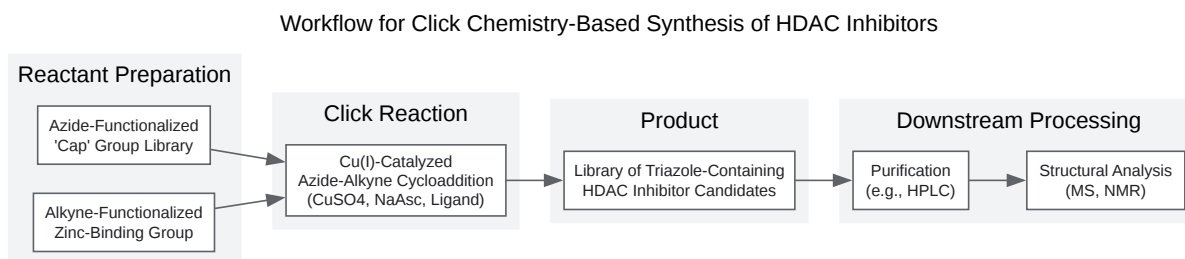 Workflow for Click Chemistry-Based Synthesis of HDAC Inhibitors
Reactant Preparation
Azide-Functionalized
'Cap' Group Library
Alkyne-Functionalized
Zinc-Binding Group
Click Reaction
Cu(I)-Catalyzed
Azide-Alkyne Cycloaddition
(CuSO4, NaAsc, Ligand)
Product
Library of Triazole-Containing
HDAC Inhibitor Candidates
Downstream Processing
Purification
(e.g., HPLC)
Structural Analysis
(MS, NMR)